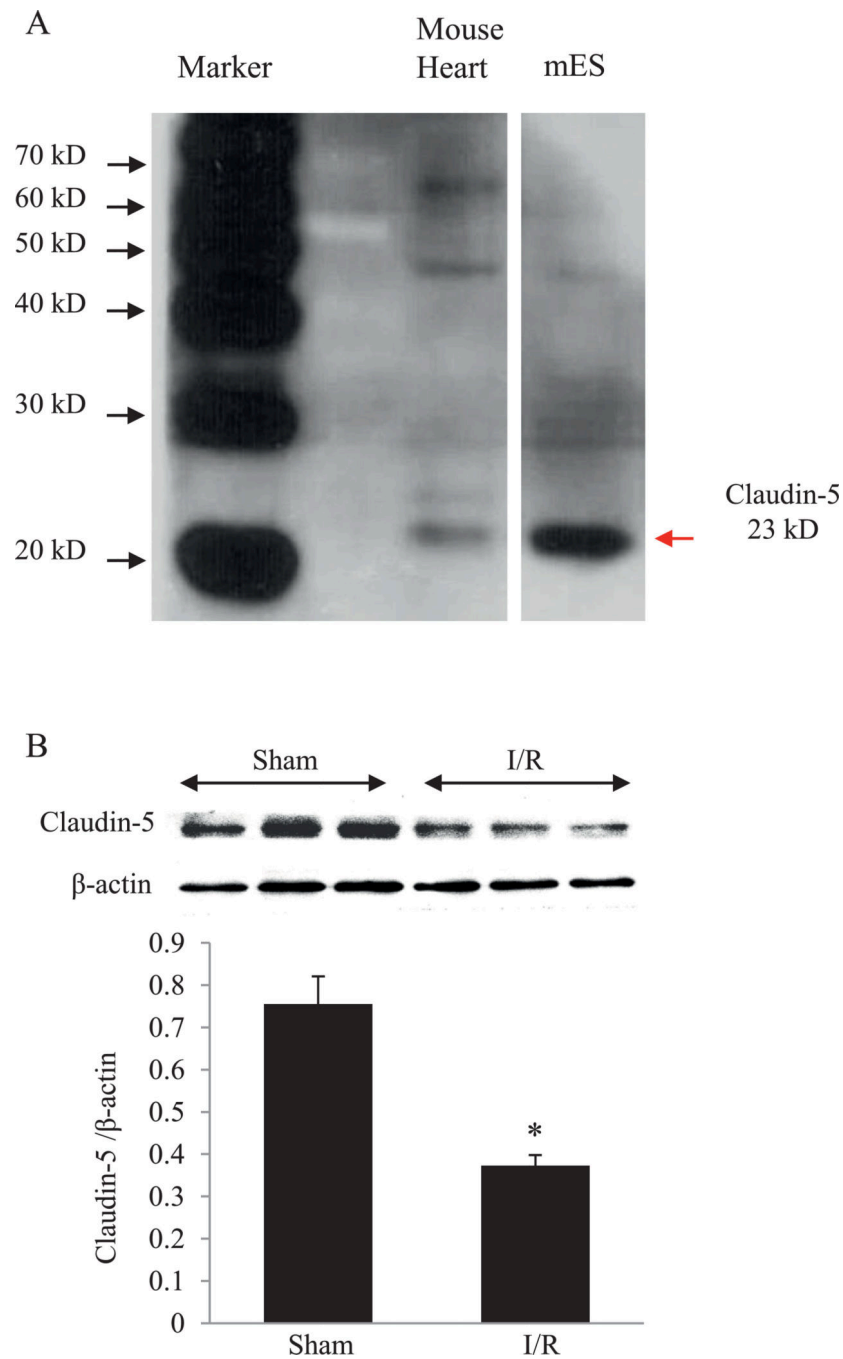 A
Marker
Mouse
Heart
mES
70 kD
60 kD
50 kD
40 kD
30 kD
20 kD
Claudin-5
23 kD
B
Sham
I/R
Claudin-5
β-actin
0.9
0.8
0.7
0.6
0.5
0.4
0.3
0.2
0.1
0
Claudin-5 /β-actin
*
Sham
I/R